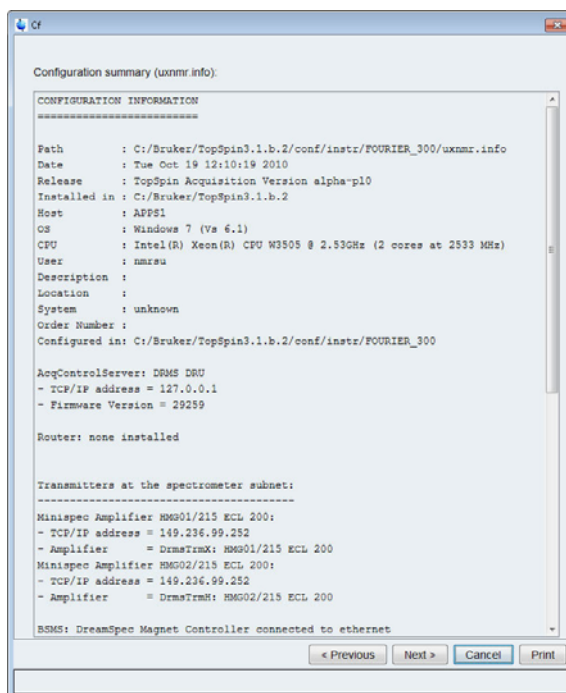 Cf
Configuration summary (uxnmr.info):
CONFIGURATION INFORMATION
==========================
Path : C:/Bruker/TopSpin3.1.b.2/conf/instr/FOURIER_300/uxnmr.info
Date : Tue Oct 19 12:10:19 2010
Release : TopSpin Acquisition Version alpha-pl0
Installed in : C:/Bruker/TopSpin3.1.b.2
Host : APPS1
OS : Windows 7 (Vs 6.1)
CPU : Intel(R) Xeon(R) CPU W3505 @ 2.53GHz (2 cores at 2533 MHz)
User : nmrsu
Description :
Location :
System : unknown
Order Number :
Configured in: C:/Bruker/TopSpin3.1.b.2/conf/instr/FOURIER_300
AcqControlServer: DRMS DRU
- TCP/IP address = 127.0.0.1
- Firmware Version = 29259
Router: none installed
Transmitters at the spectrometer subnet:
----------------------------------------
Minispec Amplifier HMG01/215 ECL 200:
- TCP/IP address = 149.236.99.252
- Amplifier = DrmsTrmX: HMG01/215 ECL 200
Minispec Amplifier HMG02/215 ECL 200:
- TCP/IP address = 149.236.99.252
- Amplifier = DrmsTrmH: HMG02/215 ECL 200
BSMS: DreamSpec Magnet Controller connected to ethernet
< Previous Next > Cancel Print